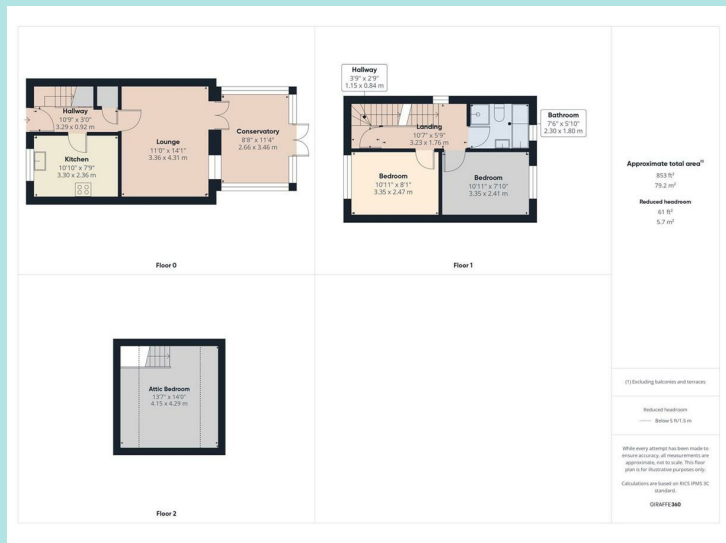 Hallway
10'9" x 3'0"
3.29 x 0.92 m
Kitchen
10'10" x 7'9"
3.30 x 2.36 m
Lounge
11'0" x 14'1"
3.36 x 4.31 m
Conservatory
8'8" x 11'4"
2.66 x 3.46 m
Floor 0
Hallway
3'9" x 2'9"
1.15 x 0.84 m
Landing
10'7" x 5'9"
3.23 x 1.76 m
Bathroom
7'6" x 5'10"
2.30 x 1.80 m
Bedroom
10'11" x 8'1"
3.35 x 2.47 m
Bedroom
10'11" x 7'10"
3.35 x 2.41 m
Floor 1
Attic Bedroom
13'7" x 14'0"
4.15 x 4.29 m
Floor 2
Approximate total area⁽¹⁾
853 ft²
79.2 m²
Reduced headroom
61 ft²
5.7 m²
(1) Excluding balconies and terraces
Reduced headroom
Below 5 ft/1.5 m
While every attempt has been made to
ensure accuracy, all measurements are
approximate, not to scale. This floor
plan is for illustrative purposes only.
Calculations are based on RICS IPMS 3C
standard.
GIRAFFE360